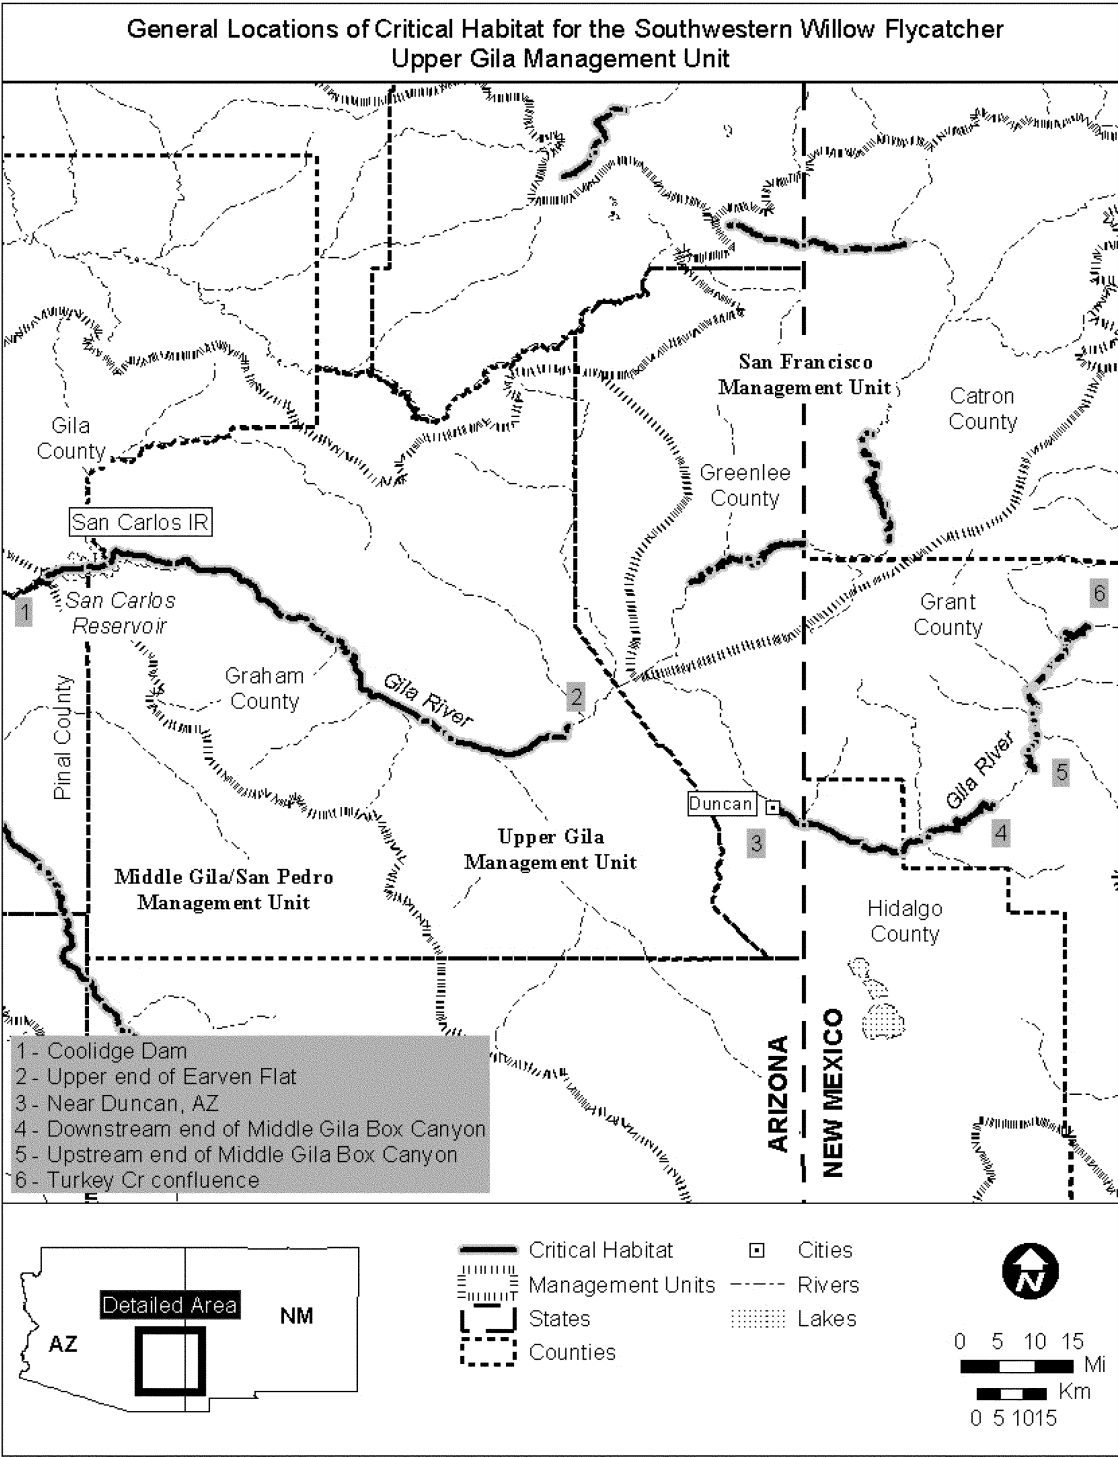 General Locations of Critical Habitat for the Southwestern Willow Flycatcher
Upper Gila Management Unit
San Francisco
Management Unit
Catron
County
Gila
County
Greenlee
County
San Carlos IR
1
San Carlos
Reservoir
Grant
County
6
Graham
County
Gila River
2
Pinal County
Gila River
5
Duncan
3
4
Upper Gila
Management Unit
Middle Gila/San Pedro
Management Unit
Hidalgo
County
ARIZONA
NEW MEXICO
1 - Coolidge Dam
2 - Upper end of Earven Flat
3 - Near Duncan, AZ
4 - Downstream end of Middle Gila Box Canyon
5 - Upstream end of Middle Gila Box Canyon
6 - Turkey Cr confluence
Detailed Area
AZ
NM
Critical Habitat
Management Units
States
Counties
Cities
Rivers
Lakes
N
0 5 10 15
Mi
Km
0 5 10 15